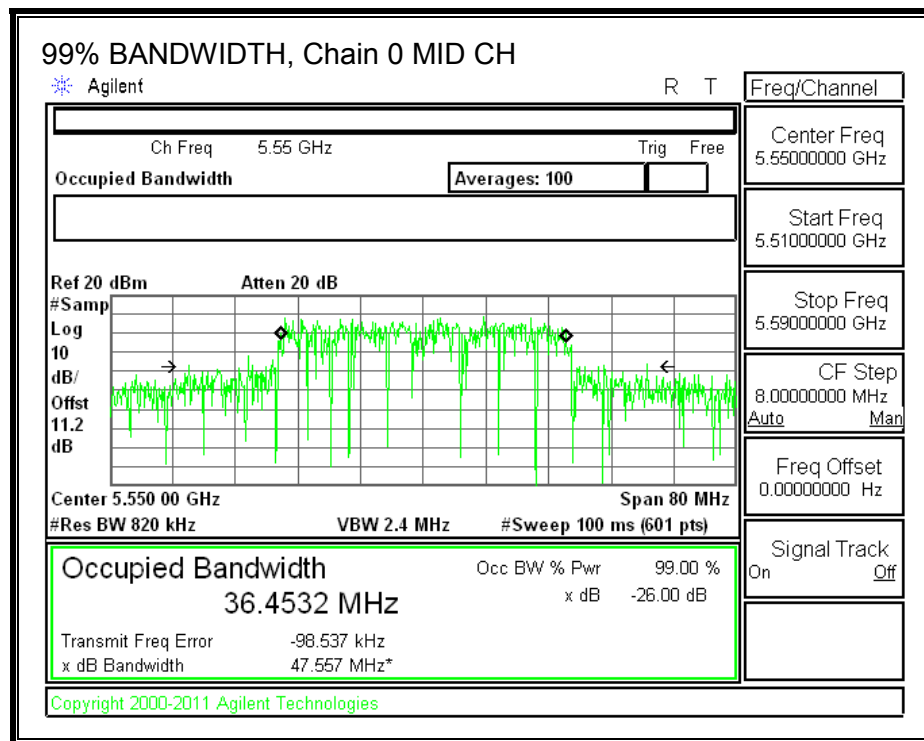 99% BANDWIDTH, Chain 0 MID CH
Agilent R T
Ch Freq 5.55 GHz Trig Free
Occupied Bandwidth Averages: 100
Ref 20 dBm Atten 20 dB
#Samp
Log
10
dB/
Offst
11.2
dB
Center 5.550 00 GHz Span 80 MHz
#Res BW 820 kHz VBW 2.4 MHz #Sweep 100 ms (601 pts)
Occupied Bandwidth Occ BW % Pwr 99.00 %
36.4532 MHz x dB -26.00 dB
Transmit Freq Error -98.537 kHz
x dB Bandwidth 47.557 MHz*
Copyright 2000-2011 Agilent Technologies
Freq/Channel
Center Freq
5.55000000 GHz
Start Freq
5.51000000 GHz
Stop Freq
5.59000000 GHz
CF Step
8.00000000 MHz
Auto Man
Freq Offset
0.00000000 Hz
Signal Track
On Off